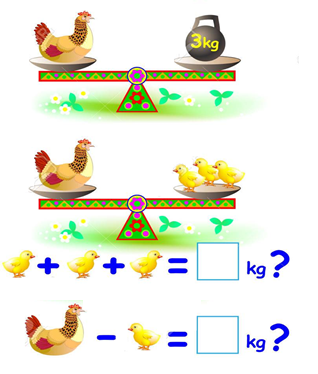 3kg
+ + = kg?
- = kg?